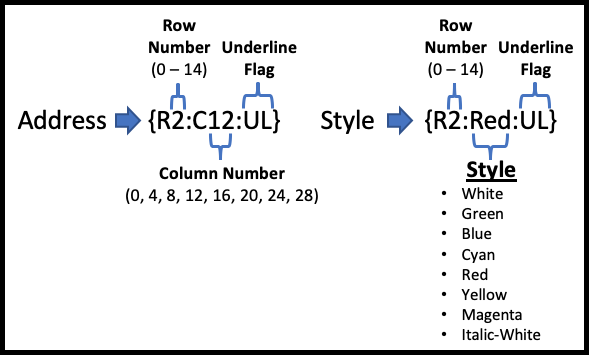 Row
Number
(0 – 14)
Underline
Flag
Address
{R2:C12:UL}
Column Number
(0, 4, 8, 12, 16, 20, 24, 28)
Row
Number
(0 – 14)
Underline
Flag
Style
{R2:Red:UL}
Style
• White
• Green
• Blue
• Cyan
• Red
• Yellow
• Magenta
• Italic-White